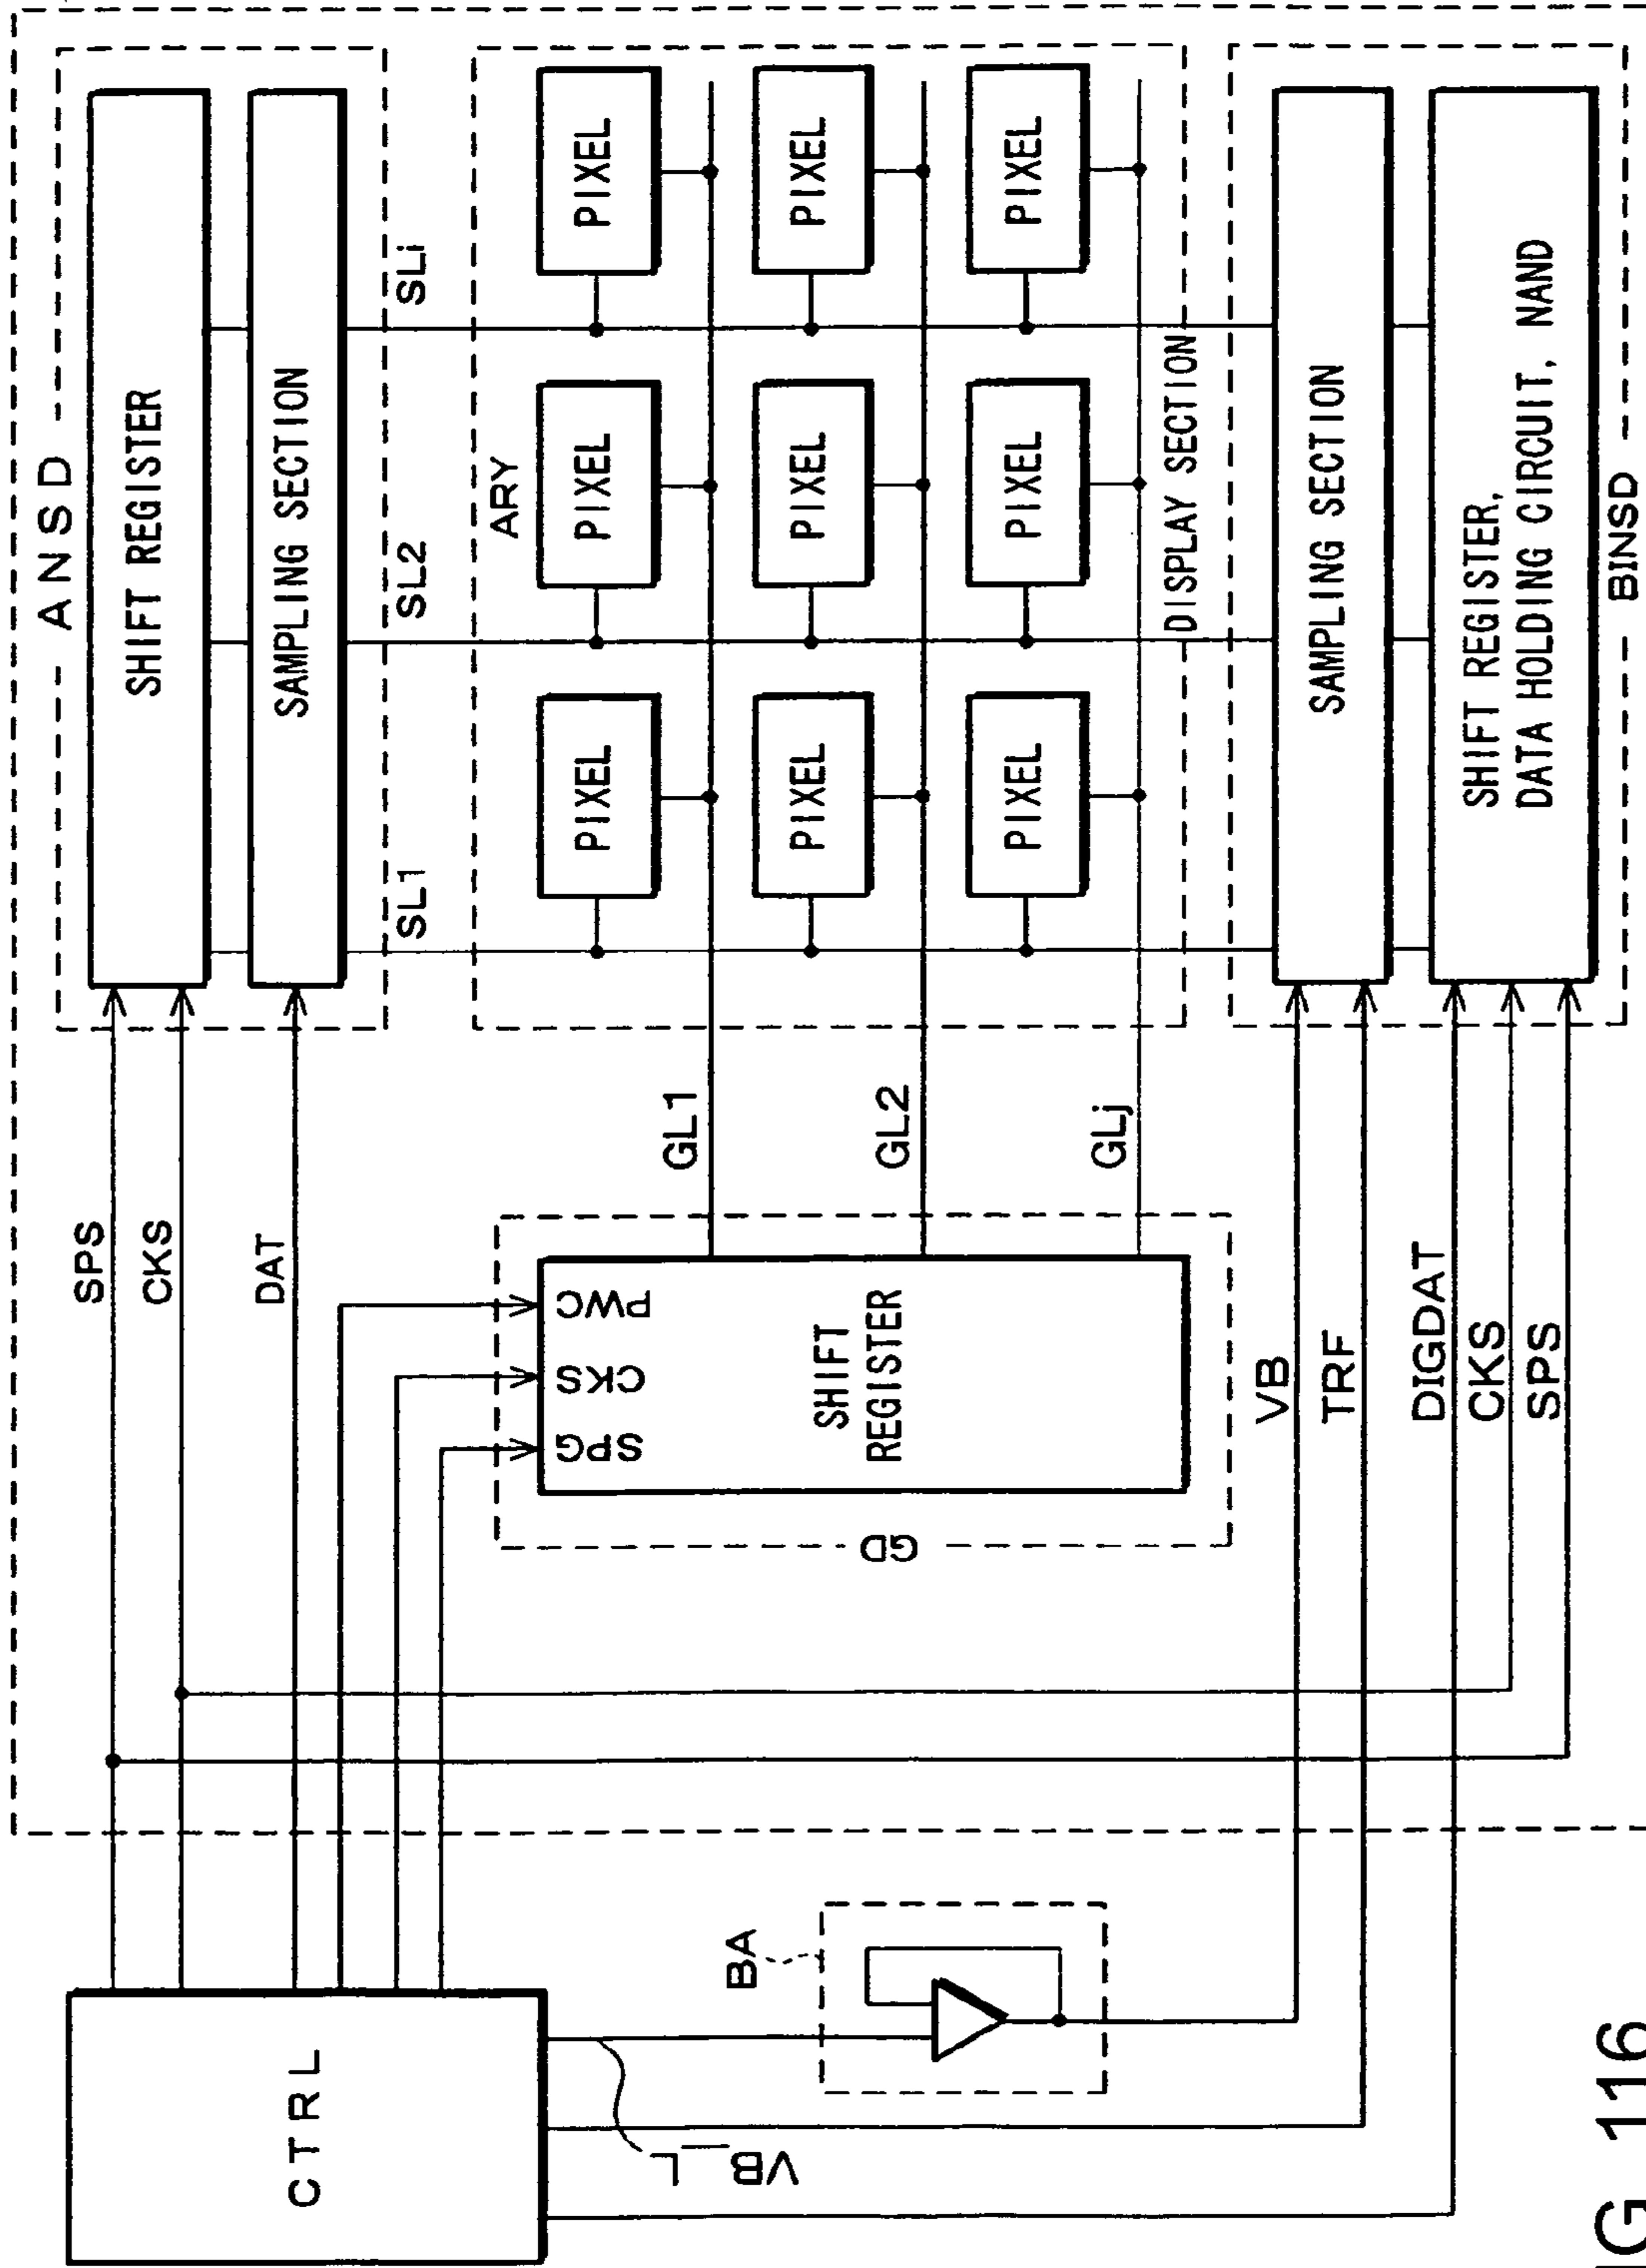 ANSD
SHIFT REGISTER
SAMPLING SECTION
SPS
CKS
DAT
SL1
SL2
SLi
ARY
PIXEL
PIXEL
PIXEL
PIXEL
PIXEL
PIXEL
PIXEL
PIXEL
PIXEL
DISPLAY SECTION
GL1
GL2
GLj
SPG
CKS
PWC
SHIFT
REGISTER
GD
CTRL
BA
VB_L
VB
TRF
DIGDAT
CKS
SPS
SAMPLING SECTION
SHIFT REGISTER,
DATA HOLDING CIRCUIT, NAND
BINSD
G 116